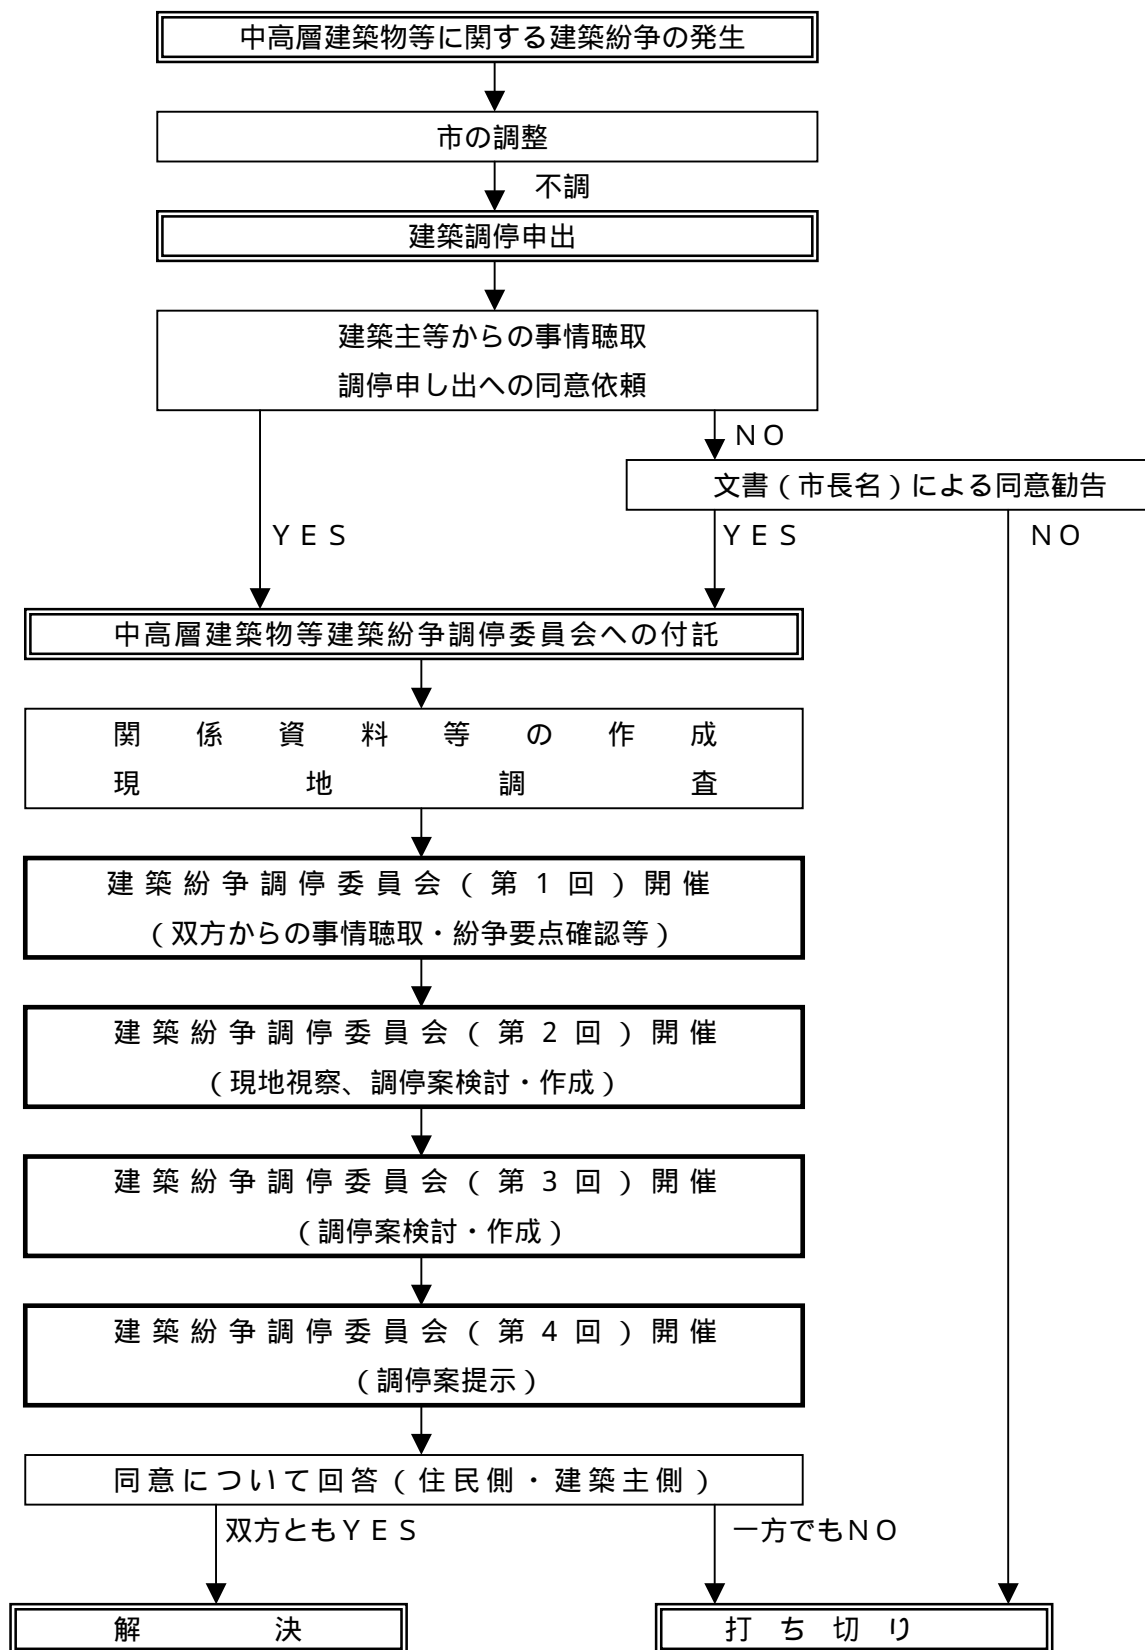 中高層建築物等に関する建築紛争の発生
市の調整
不調
建築調停申出
建築主等からの事情聴取
調停申し出への同意依頼
ＮＯ
文書（市長名）による同意勧告
ＹＥＳ
ＹＥＳ
ＮＯ
中高層建築物等建築紛争調停委員会への付託
関係資料等の作成
現地調査
建築紛争調停委員会（第１回）開催
（双方からの事情聴取・紛争要点確認等）
建築紛争調停委員会（第２回）開催
（現地視察、調停案検討・作成）
建築紛争調停委員会（第３回）開催
（調停案検討・作成）
建築紛争調停委員会（第４回）開催
（調停案提示）
同意について回答（住民側・建築主側）
双方ともＹＥＳ
一方でもＮＯ
解決
打ち切り